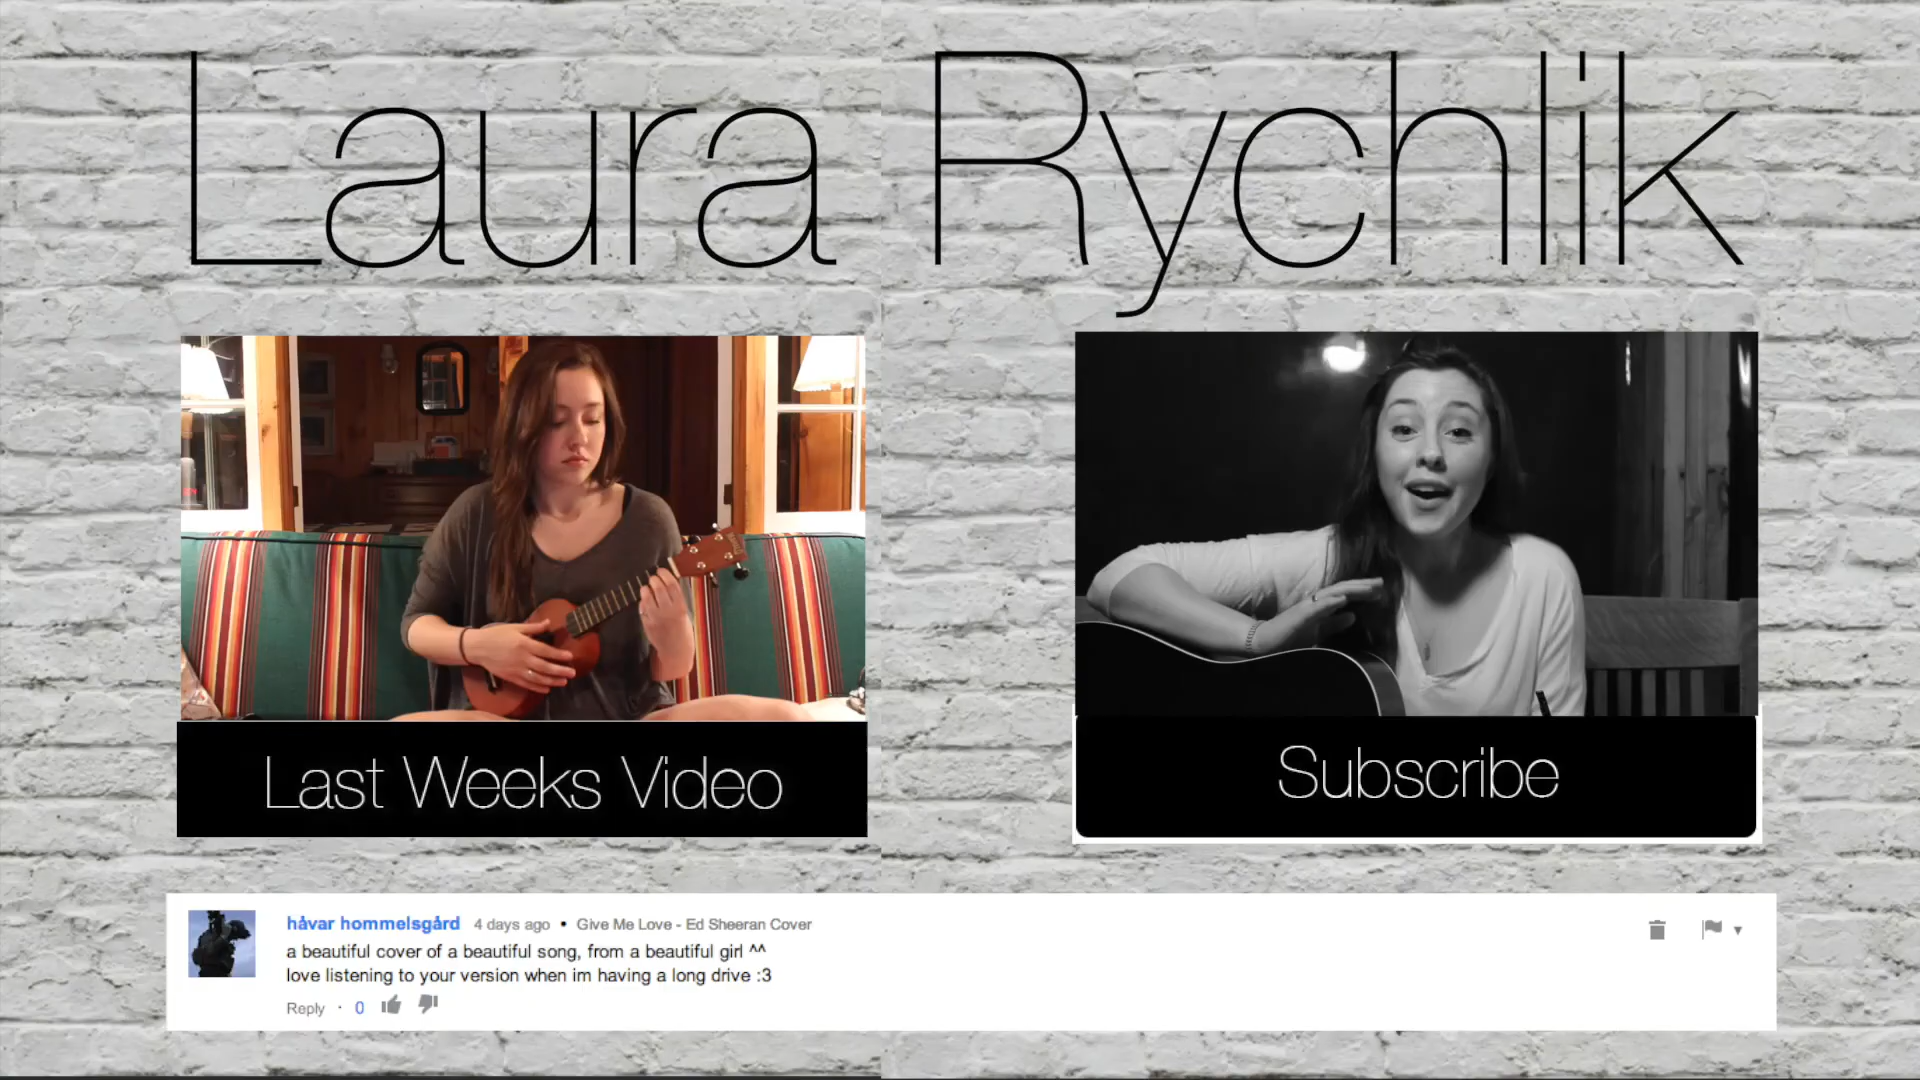 Laura Rychlik
Last Weeks Video
Subscribe
håvar hommelsgård 4 days ago • Give Me Love - Ed Sheeran Cover
a beautiful cover of a beautiful song, from a beautiful girl ^^
love listening to your version when im having a long drive :3
Reply · 0